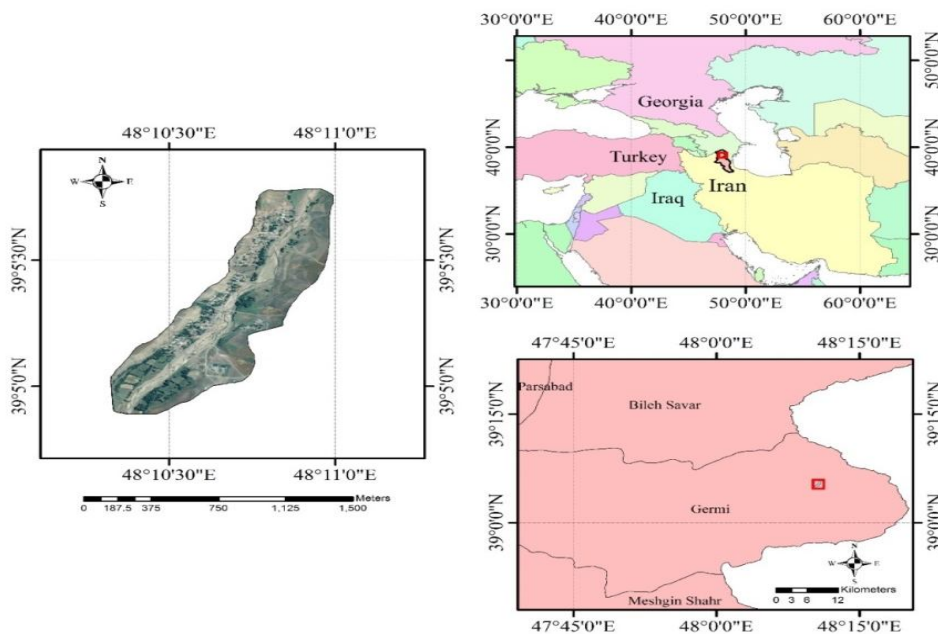 48°10'30"E 48°11'0"E
N
W E
S
39°5'30"N 39°5'30"N
39°5'0"N 39°5'0"N
48°10'30"E 48°11'0"E
Meters
0 187.5 375 750 1,125 1,500
30°0'0"E 40°0'0"E 50°0'0"E 60°0'0"E
50°0'0"N
Georgia
40°0'0"N 40°0'0"N
Turkey
Iran
Iraq
30°0'0"N 30°0'0"N
30°0'0"E 40°0'0"E 50°0'0"E 60°0'0"E
47°45'0"E 48°0'0"E 48°15'0"E
Parsabad
Bilch Savar
39°15'0"N 39°15'0"N
Germi
39°0'0"N 39°0'0"N
N
W E
S
Kilometers
0 3 6 12
Meshgin Shahr
47°45'0"E 48°0'0"E 48°15'0"E